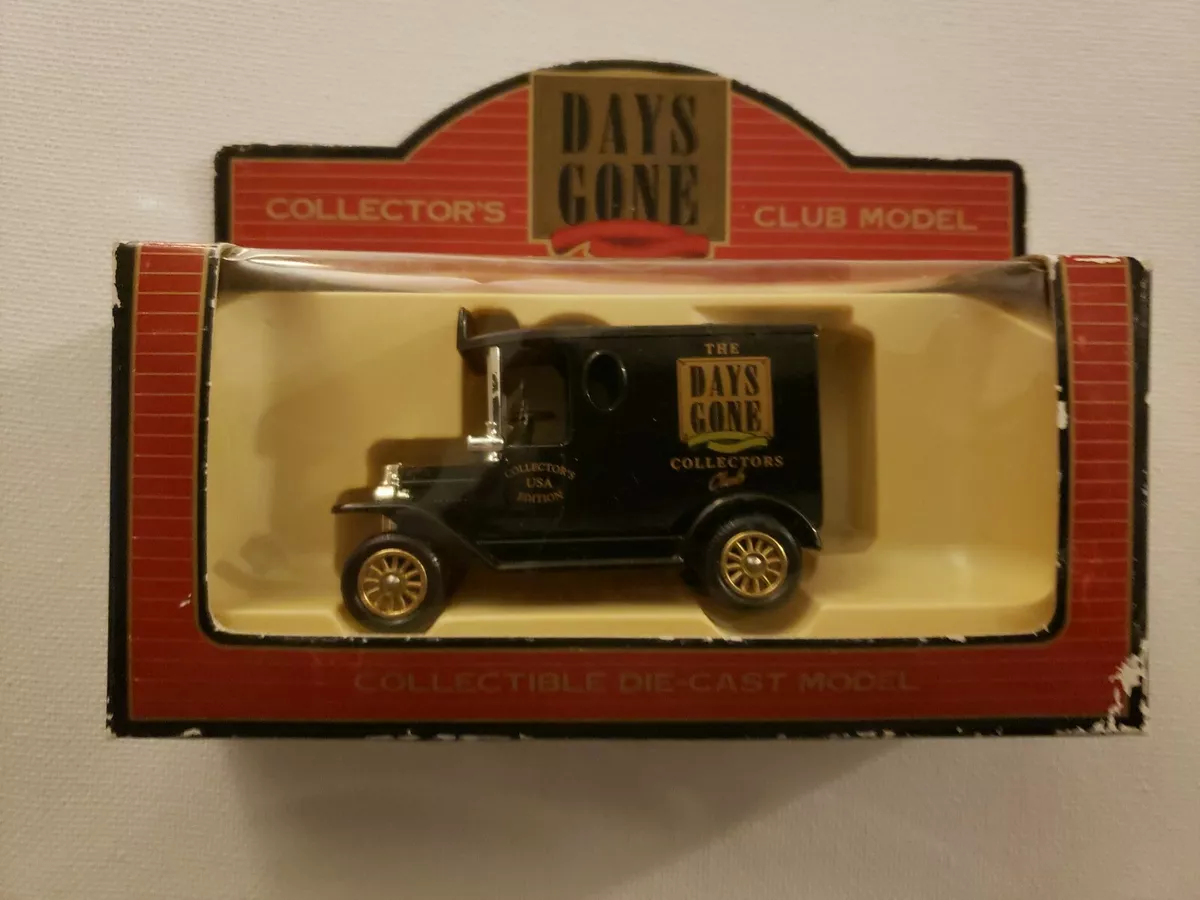 DAYS
GONE
COLLECTOR'S
CLUB MODEL
THE
DAYS
GONE
COLLECTORS
Club
COLLECTOR'S
USA
EDITION
COLLECTIBLE DIE-CAST MODEL